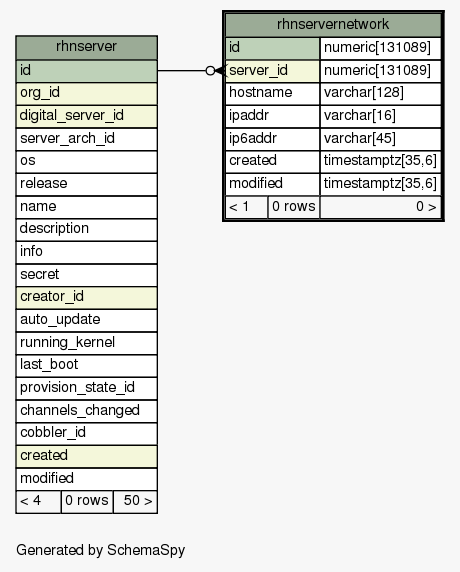 rhnserver
id
org_id
digital_server_id
server_arch_id
os
release
name
description
info
secret
creator_id
auto_update
running_kernel
last_boot
provision_state_id
channels_changed
cobbler_id
created
modified
< 4 0 rows 50 >
rhnservernetwork
id numeric[131089]
server_id numeric[131089]
hostname varchar[128]
ipaddr varchar[16]
ip6addr varchar[45]
created timestamptz[35,6]
modified timestamptz[35,6]
< 1 0 rows 0 >
Generated by SchemaSpy